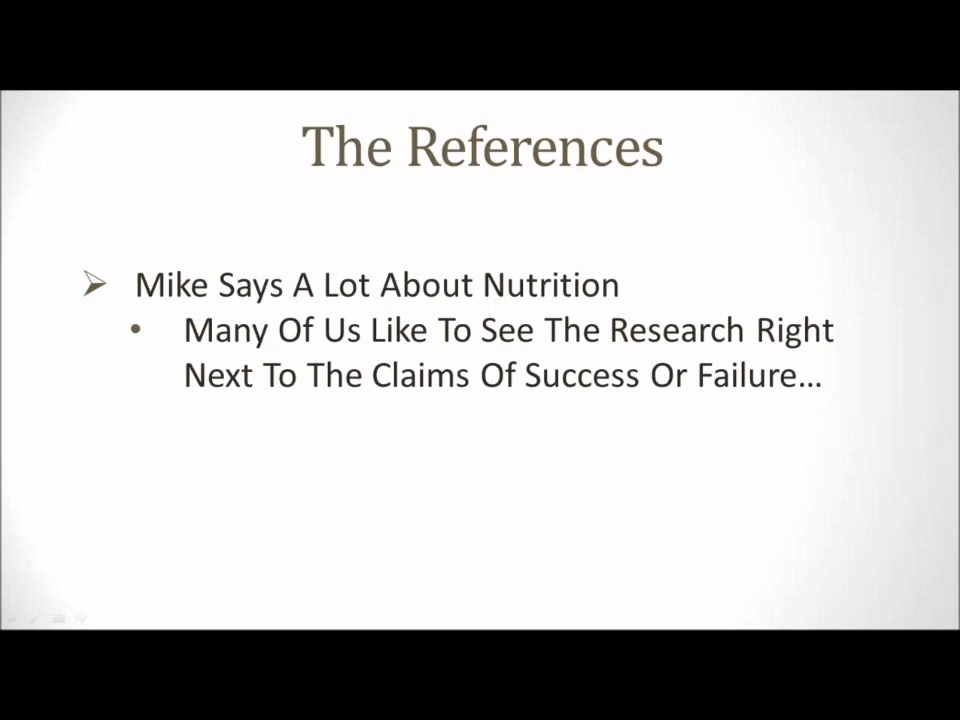 The References
Mike Says A Lot About Nutrition
Many Of Us Like To See The Research Right
Next To The Claims Of Success Or Failure...